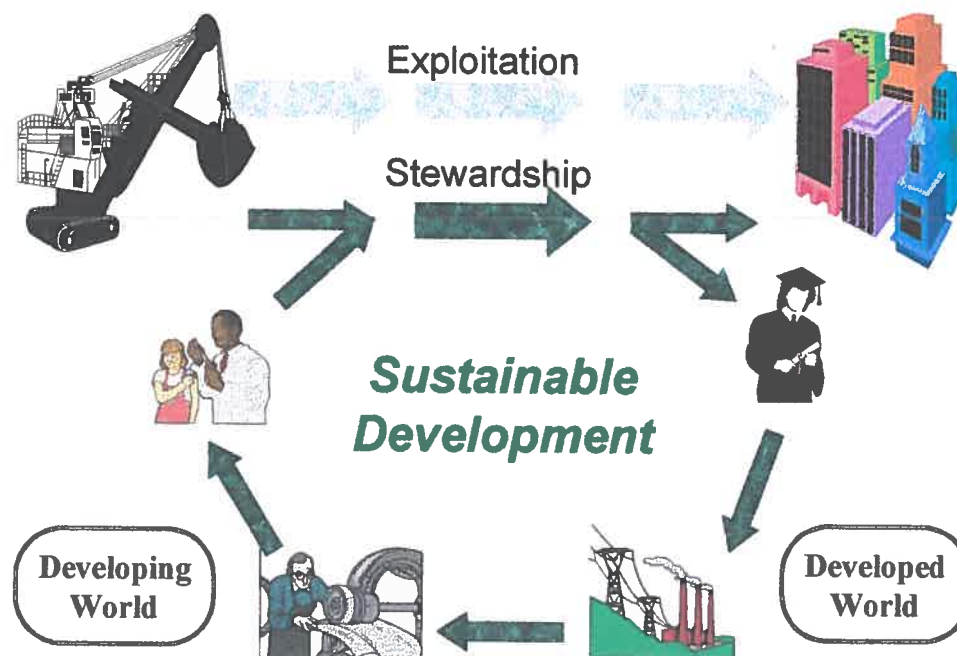 Exploitation
Stewardship
Sustainable
Development
Developing
World
Developed
World